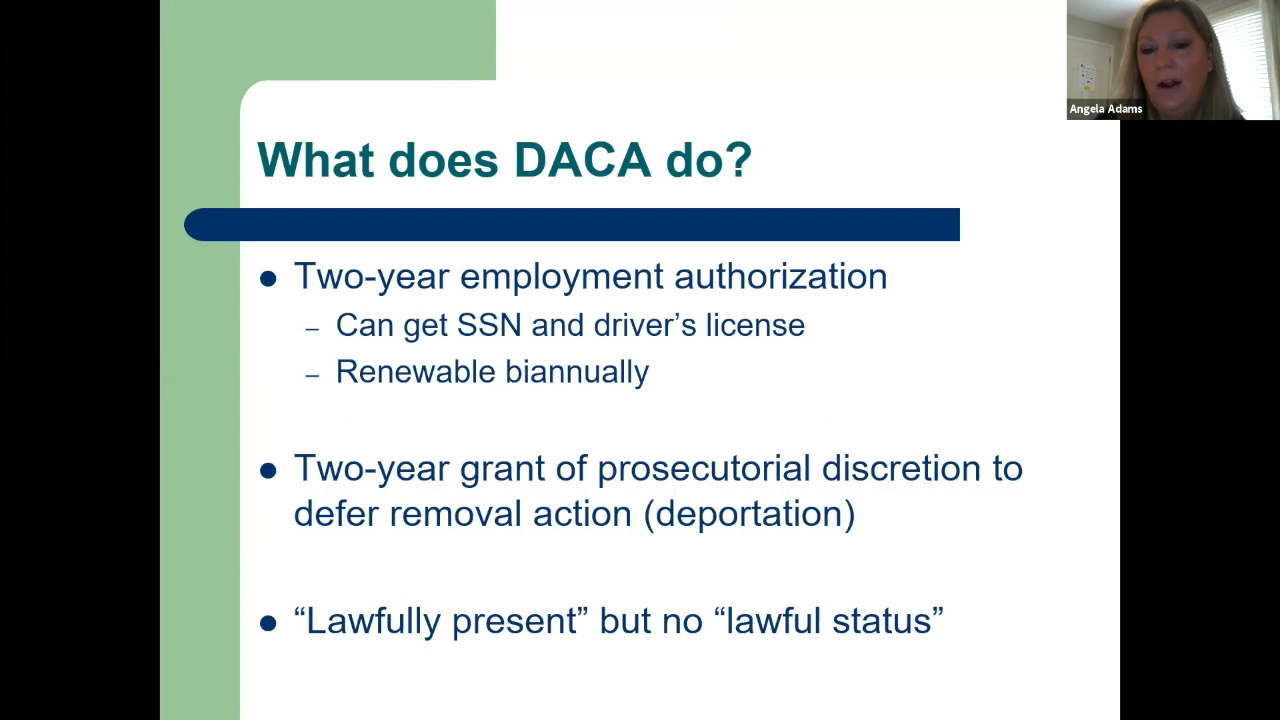 What does DACA do?
Two-year employment authorization
– Can get SSN and driver’s license
– Renewable biannually
Two-year grant of prosecutorial discretion to
defer removal action (deportation)
“Lawfully present” but no “lawful status”
Angela Adams